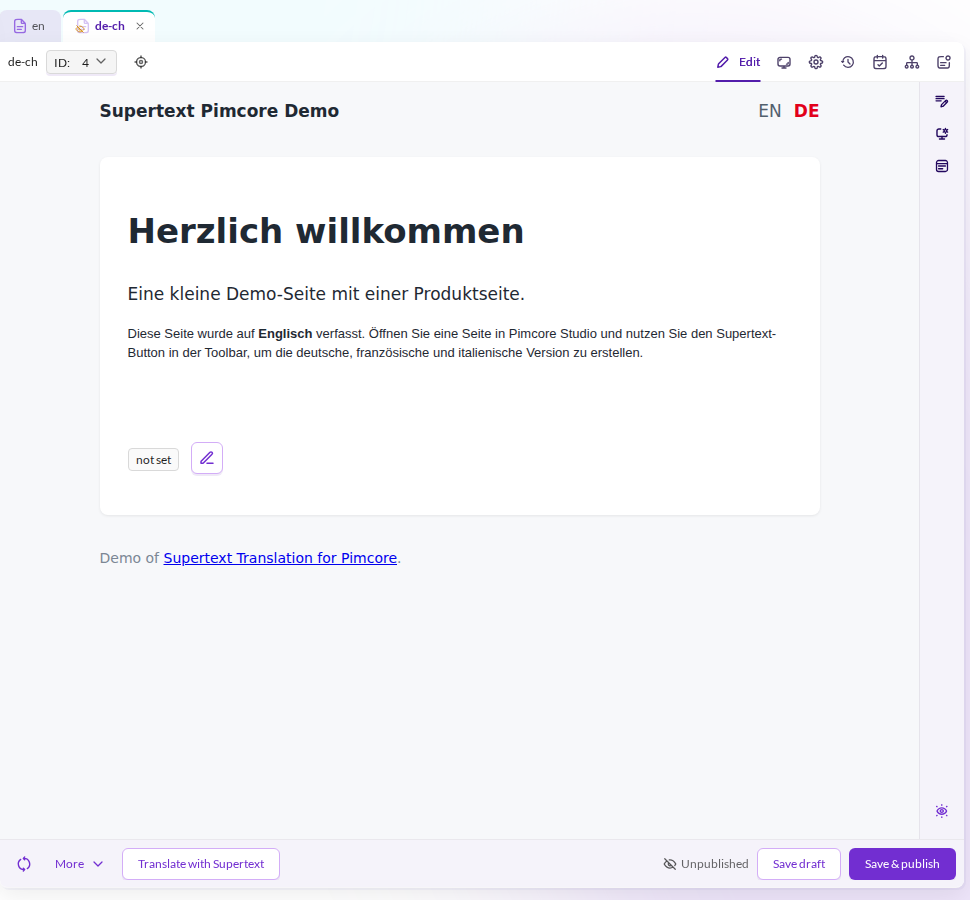 en
de-ch
de-ch
ID: 4
Edit
Supertext Pimcore Demo
EN DE
Herzlich willkommen
Eine kleine Demo-Seite mit einer Produktseite.
Diese Seite wurde auf Englisch verfasst. Öffnen Sie eine Seite in Pimcore Studio und nutzen Sie den Supertext-
Button in der Toolbar, um die deutsche, französische und italienische Version zu erstellen.
not set
Demo of Supertext Translation for Pimcore.
More
Translate with Supertext
Unpublished
Save draft
Save & publish